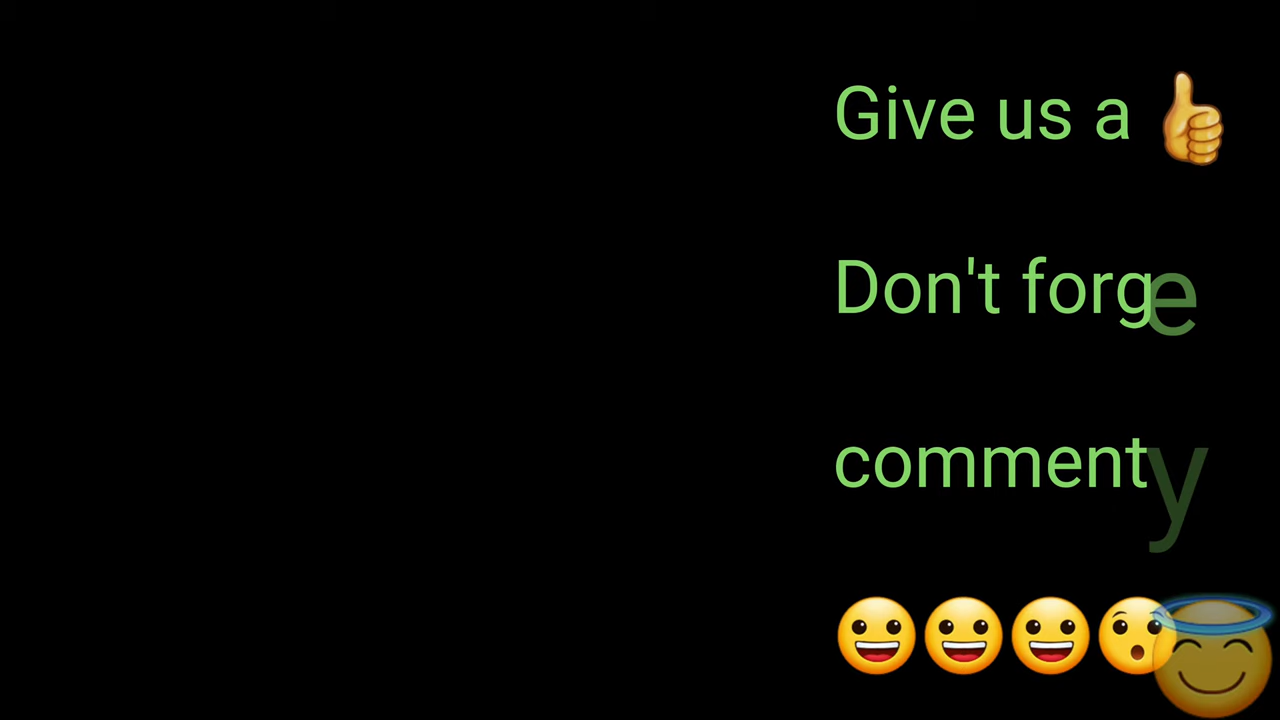 Give us a 👍
Don't forge
commenty
😀😀😀😯😇